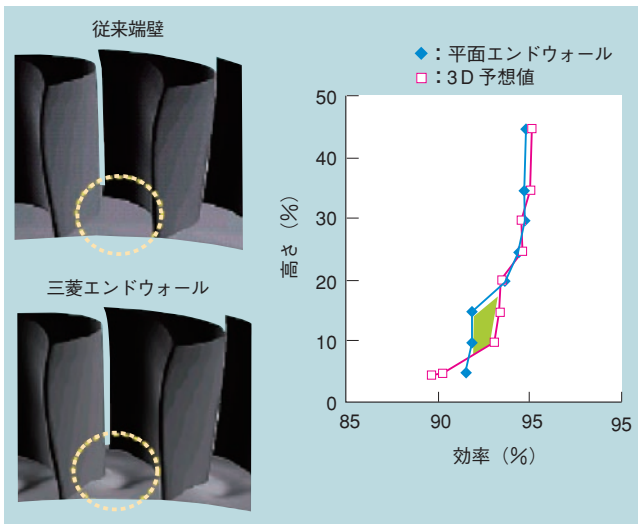 従来端壁
三菱エンドウォール
◆：平面エンドウォール
□：3D 予想値
50
40
30
20
10
0
高さ（%）
85 90 95 95
効率（%）